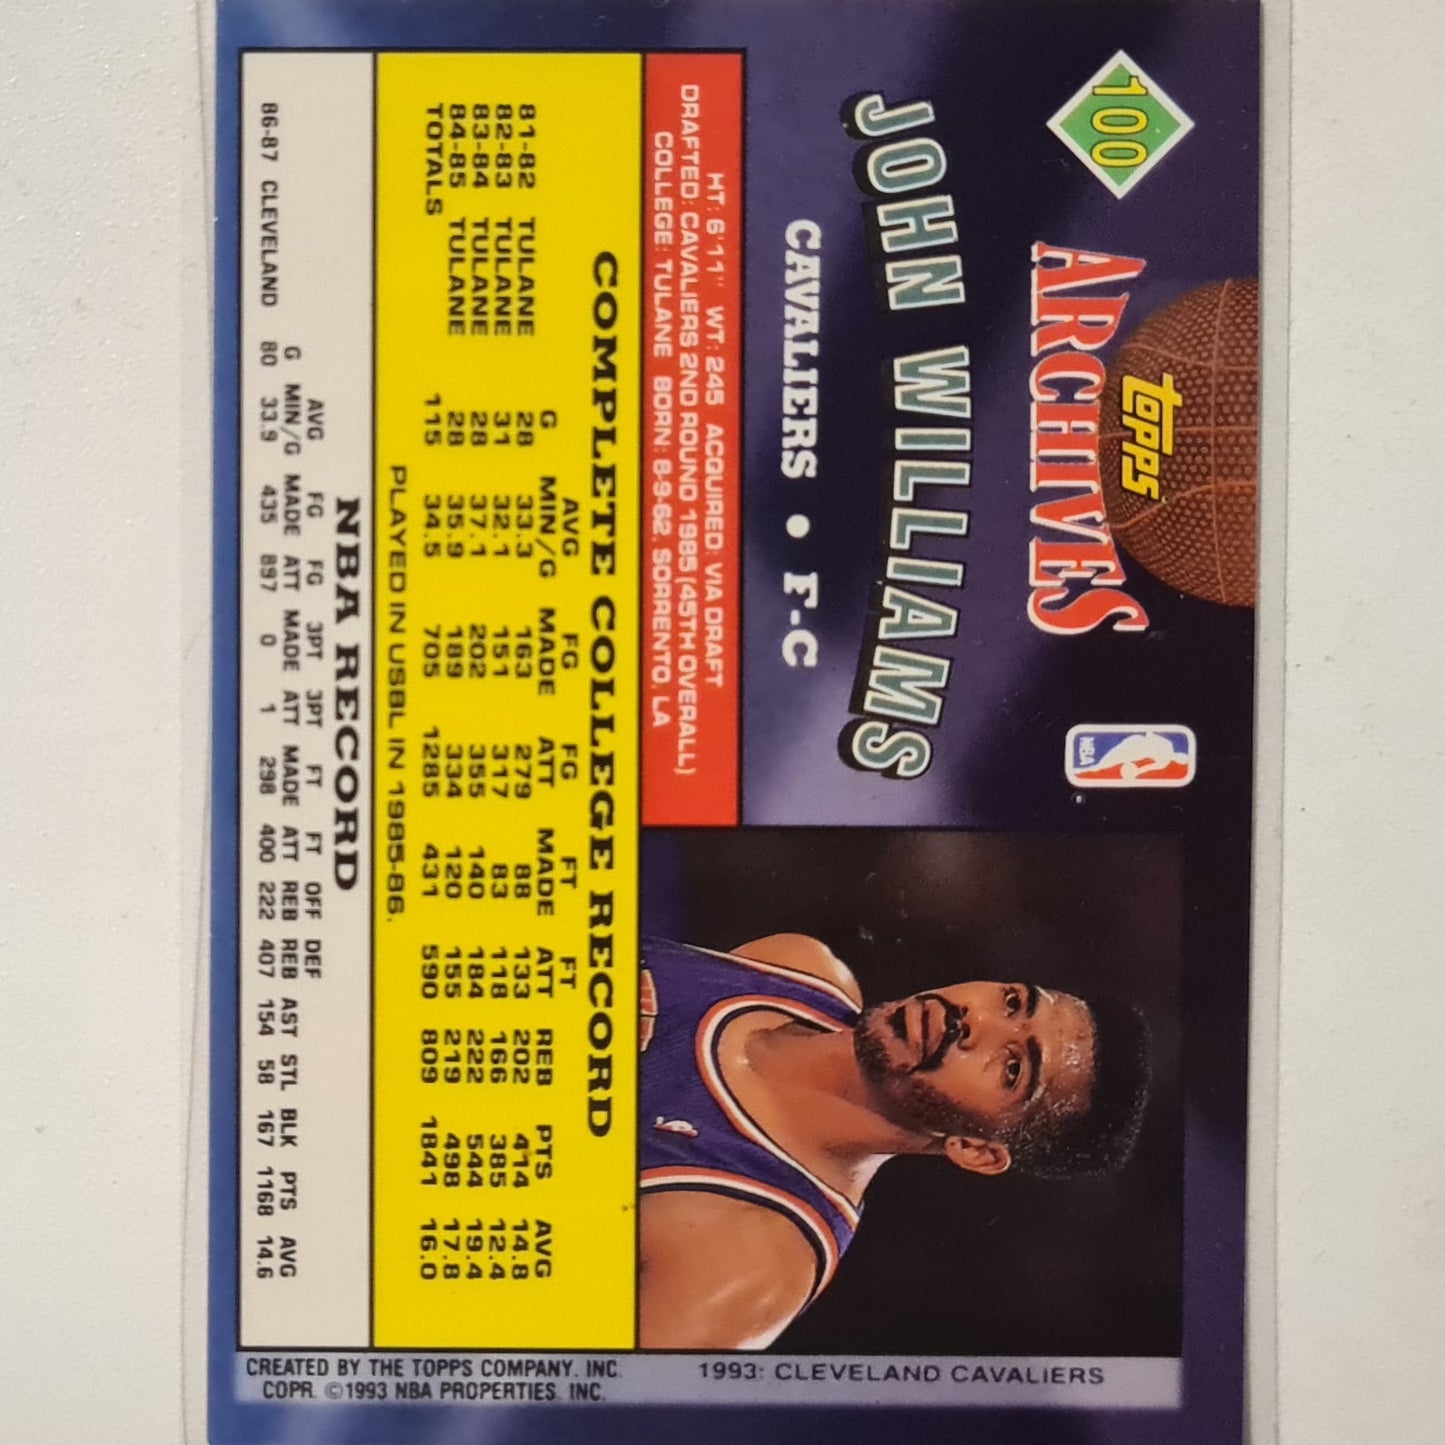 100
TOPPS
ARCHIVES
NBA
JOHN WILLIAMS
CAVALIERS • F-C
HT: 6'11" WT: 245 ACQUIRED: VIA DRAFT
DRAFTED: CAVALIERS 2ND ROUND 1985 (45TH OVERALL)
COLLEGE: TULANE BORN: 8-9-62, SORRENTO, LA
COMPLETE COLLEGE RECORD
AVG FG FG FT FT
G MIN/G MADE ATT MADE ATT REB PTS AVG
81-82 TULANE 28 33.3 163 279 88 133 202 414 14.8
82-83 TULANE 31 32.1 151 317 83 118 166 385 12.4
83-84 TULANE 28 37.1 202 355 140 184 222 544 19.4
84-85 TULANE 28 35.9 189 334 120 155 219 498 17.8
TOTALS 115 34.5 705 1285 431 590 809 1841 16.0
PLAYED IN USBL IN 1985-86.
NBA RECORD
AVG FG FG 3PT 3PT FT FT OFF DEF
G MIN/G MADE ATT MADE ATT MADE ATT REB REB AST STL BLK PTS AVG
86-87 CLEVELAND 80 33.9 435 897 0 1 298 400 222 407 154 58 167 1168 14.6
1993: CLEVELAND CAVALIERS
CREATED BY THE TOPPS COMPANY, INC.
COPR. ©1993 NBA PROPERTIES, INC.